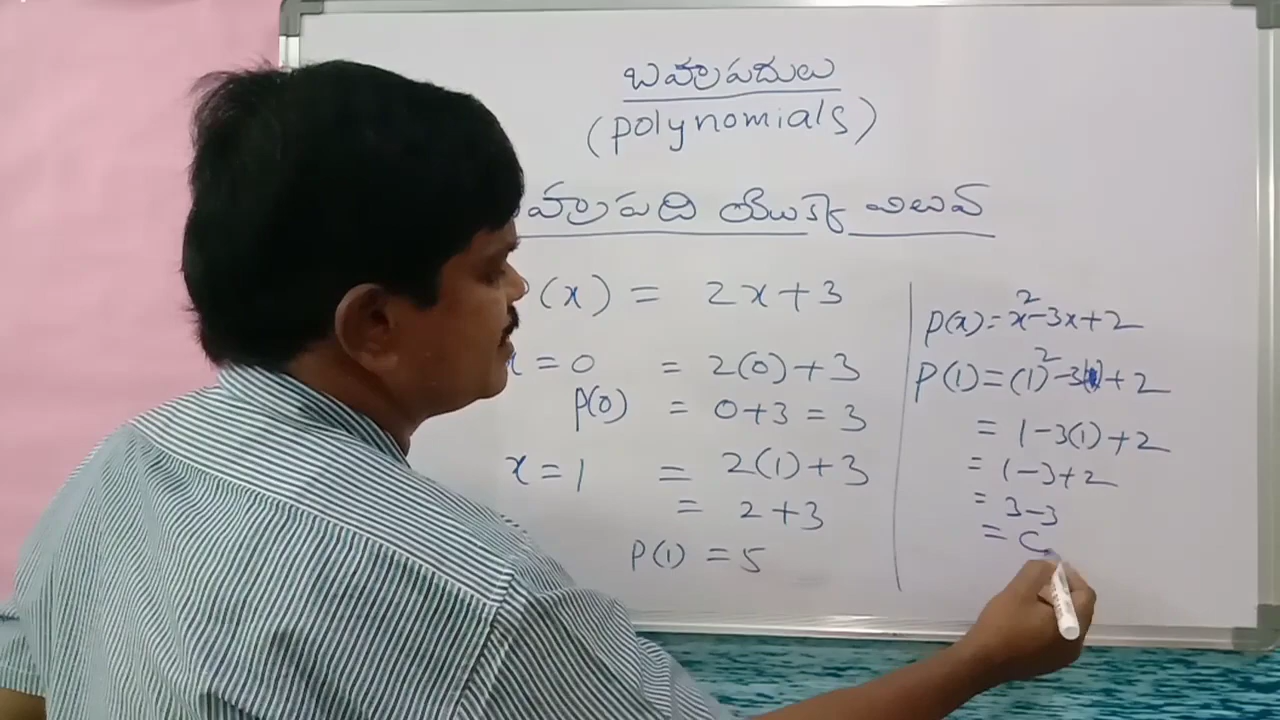 బహుపదులు
(polynomials)
హుపది యొక్క విలువ
(x) = 2x+3
x = 0 = 2(0)+3
p(0) = 0+3 = 3
x = 1 = 2(1)+3
= 2+3
P(1) = 5
p(x) = x²-3x+2
P(1) = (1)²-3(1)+2
= 1-3(1)+2
= 1-3+2
= 3-3
=